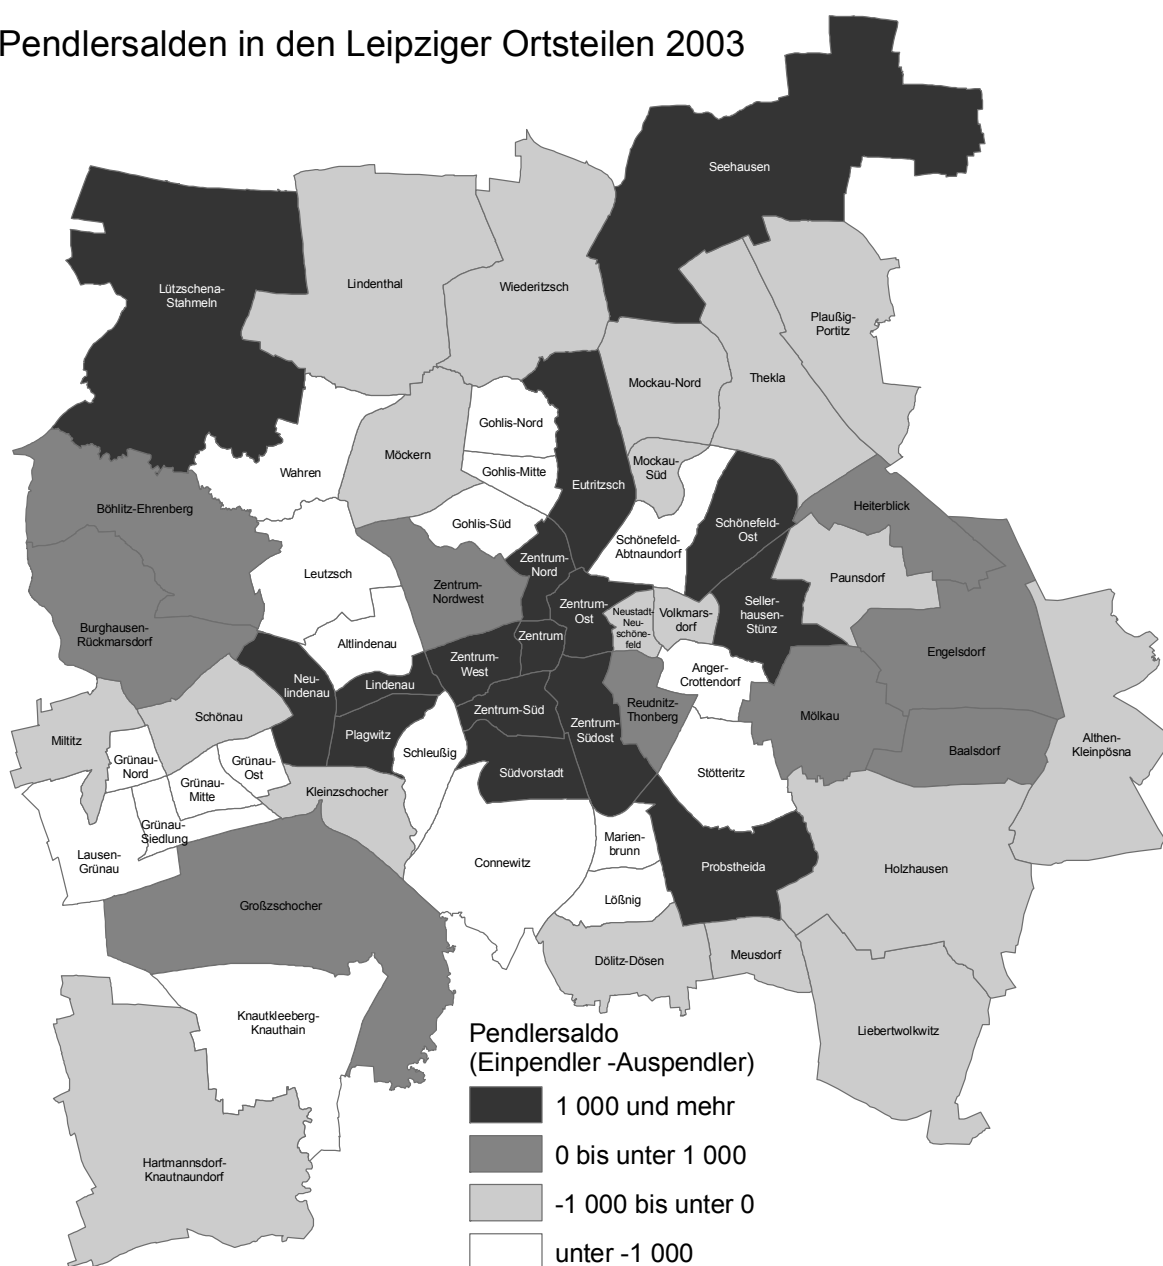 Pendlersalden in den Leipziger Ortsteilen 2003
Seehausen
Lützschena-
Stahmeln
Lindenthal
Wiederitzsch
Plaußig-
Portitz
Thekla
Mockau-Nord
Gohlis-Nord
Möckern
Gohlis-Mitte
Wahren
Mockau-
Süd
Eutritzsch
Böhlitz-Ehrenberg
Heiterblick
Gohlis-Süd
Schönefeld-
Ost
Schönefeld-
Abtnaundorf
Zentrum-
Nord
Leutzsch
Paunsdorf
Zentrum-
Nordwest
Zentrum-
Ost
Neustadt-
Neu-
schöne-
feld
Volkmars-
dorf
Seller-
hausen-
Stünz
Burghausen-
Rückmarsdorf
Altlindenau
Zentrum
Engelsdorf
Zentrum-
West
Anger-
Crottendorf
Neu-
lindenau
Lindenau
Reudnitz-
Thonberg
Mölkau
Zentrum-Süd
Schönau
Zentrum-
Südost
Plagwitz
Miltitz
Althen-
Kleinpösna
Baalsdorf
Schleußig
Grünau-
Nord
Grünau-
Ost
Stötteritz
Südvorstadt
Grünau-
Mitte
Kleinzschocher
Grünau-
Siedlung
Marien-
brunn
Lausen-
Grünau
Connewitz
Probstheida
Holzhausen
Lößnig
Großzschocher
Dölitz-Dösen
Meusdorf
Knautkleeberg-
Knauthain
Liebertwolkwitz
Hartmannsdorf-
Knautnaundorf
Pendlersaldo
(Einpendler -Auspendler)
1 000 und mehr
0 bis unter 1 000
-1 000 bis unter 0
unter -1 000